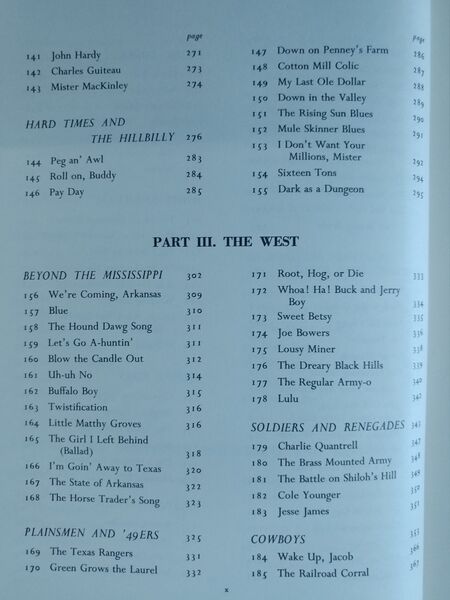 page
141 John Hardy 271
142 Charles Guiteau 273
143 Mister MacKinley 274
HARD TIMES AND
THE HILLBILLY 276
144 Peg an' Awl 283
145 Roll on, Buddy 284
146 Pay Day 285
page
147 Down on Penney's Farm 286
148 Cotton Mill Colic 287
149 My Last Ole Dollar 288
150 Down in the Valley 289
151 The Rising Sun Blues 290
152 Mule Skinner Blues 291
153 I Don't Want Your
Millions, Mister 292
154 Sixteen Tons 294
155 Dark as a Dungeon 295
PART III. THE WEST
BEYOND THE MISSISSIPPI 302
156 We're Coming, Arkansas 309
157 Blue 310
158 The Hound Dawg Song 311
159 Let's Go A-huntin' 311
160 Blow the Candle Out 312
161 Uh-uh No 314
162 Buffalo Boy 315
163 Twistification 316
164 Little Matthy Groves 316
165 The Girl I Left Behind
(Ballad) 318
166 I'm Goin' Away to Texas 320
167 The State of Arkansas 322
168 The Horse Trader's Song 323
PLAINSMEN AND '49ERS 325
169 The Texas Rangers 331
170 Green Grows the Laurel 332
171 Root, Hog, or Die 333
172 Whoa! Ha! Buck and Jerry
Boy 334
173 Sweet Betsy 335
174 Joe Bowers 336
175 Lousy Miner 338
176 The Dreary Black Hills 339
177 The Regular Army-o 340
178 Lulu 342
SOLDIERS AND RENEGADES 343
179 Charlie Quantrell 347
180 The Brass Mounted Army 348
181 The Battle on Shiloh's Hill 349
182 Cole Younger 350
183 Jesse James 351
COWBOYS 355
184 Wake Up, Jacob 366
185 The Railroad Corral 367
x